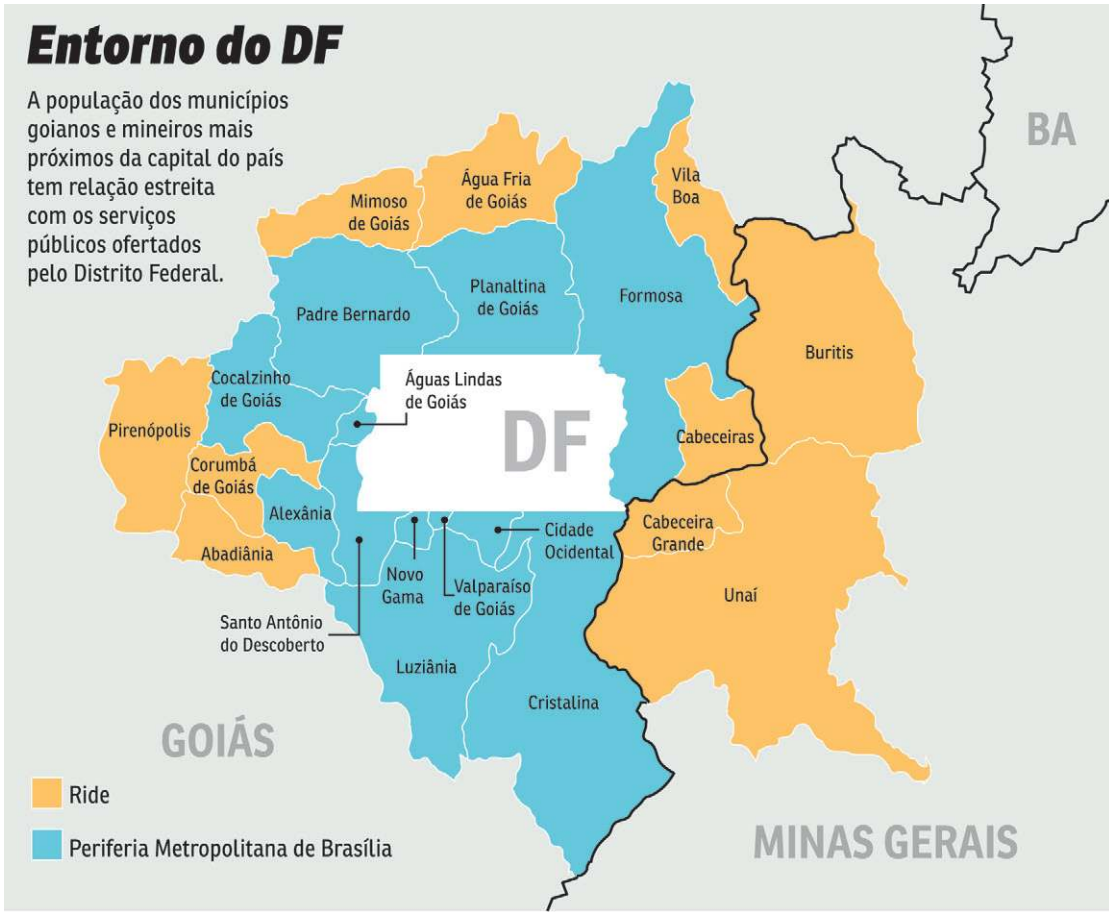 Entorno do DF
A população dos municípios
goianos e mineiros mais
próximos da capital do país
tem relação estreita
com os serviços
públicos ofertados
pelo Distrito Federal.
BA
Vila
Boa
Água Fria
de Goiás
Mimoso
de Goiás
Planaltina
de Goiás
Formosa
Padre Bernardo
Buritis
Águas Lindas
de Goiás
Cocalzinho
de Goiás
DF
Pirenópolis
Cabeceiras
Corumbá
de Goiás
Alexânia
Cidade
Ocidental
Cabeceira
Grande
Abadiânia
Novo
Gama
Valparaíso
de Goiás
Unaí
Santo Antônio
do Descoberto
Luziânia
Cristalina
GOIÁS
Ride
Periferia Metropolitana de Brasília
MINAS GERAIS